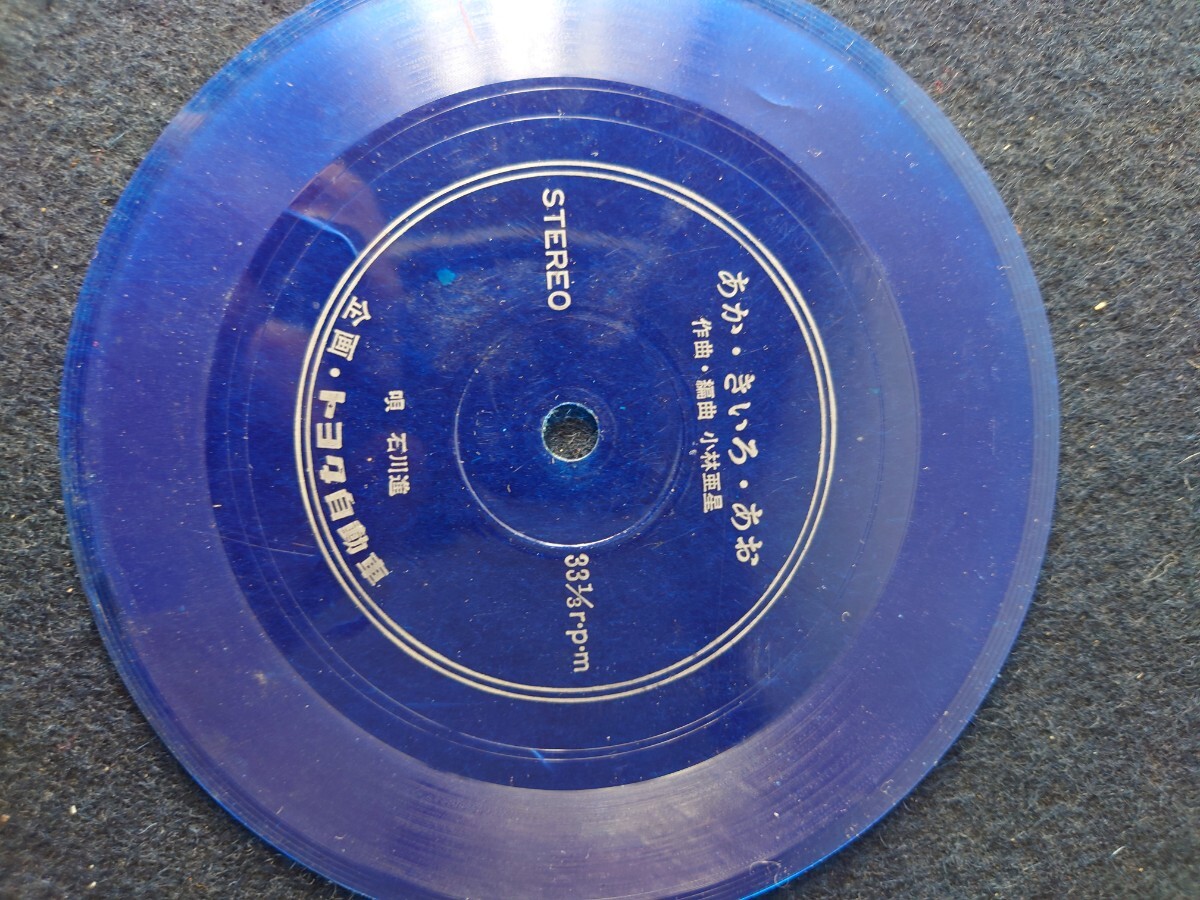 あか・きいろ・あお
作曲・編曲 小林亜星
STEREO
33⅓ r・p・m
唄 石川進
企画・トヨタ自動車